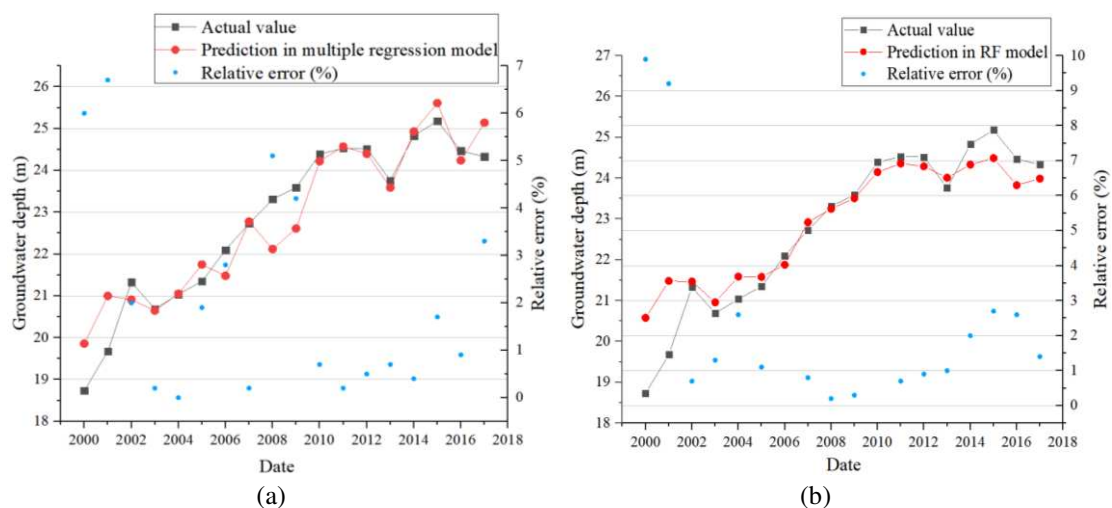 Actual value
Prediction in multiple regression model
Relative error (%)
26
25
24
23
22
21
20
19
18
Groundwater depth (m)
7
6
5
4
3
2
1
0
Relative error (%)
2000 2002 2004 2006 2008 2010 2012 2014 2016 2018
Date
(a)
Actual value
Prediction in RF model
Relative error (%)
27
26
25
24
23
22
21
20
19
18
Groundwater depth (m)
10
9
8
7
6
5
4
3
2
1
0
Relative error (%)
2000 2002 2004 2006 2008 2010 2012 2014 2016 2018
Date
(b)